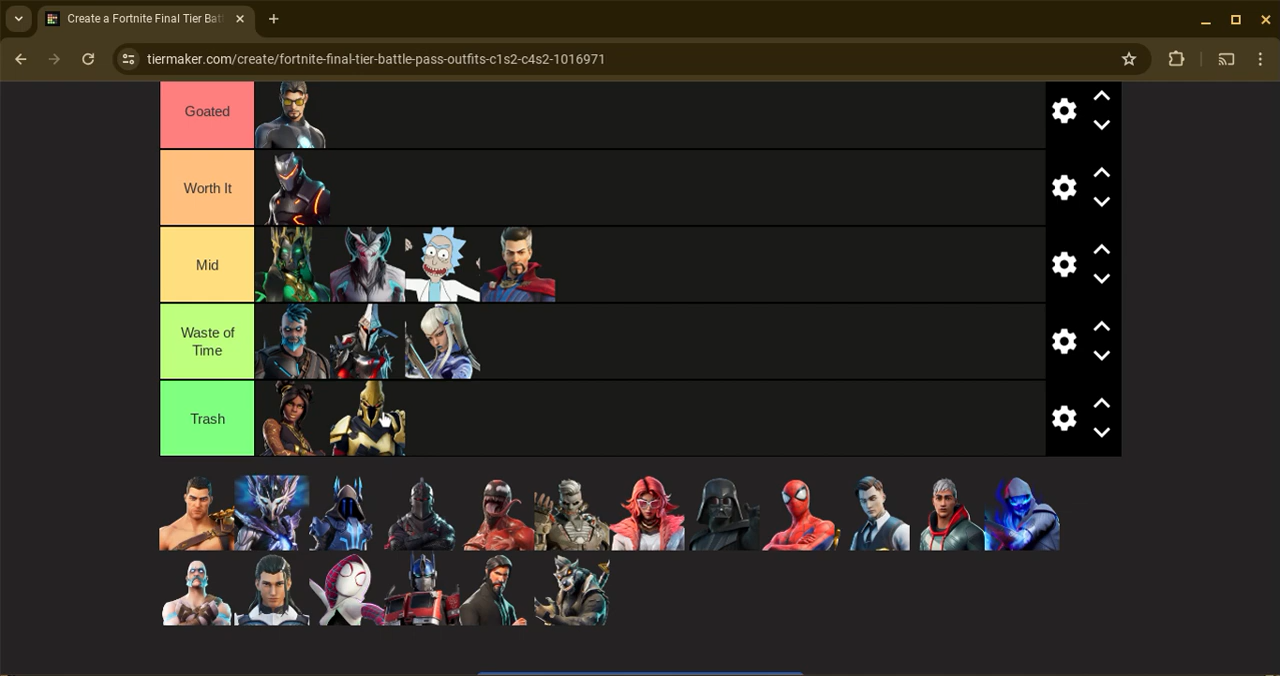 Create a Fortnite Final Tier Bat
tiermaker.com/create/fortnite-final-tier-battle-pass-outfits-c1s2-c4s2-1016971
Goated
Worth It
Mid
Waste of
Time
Trash